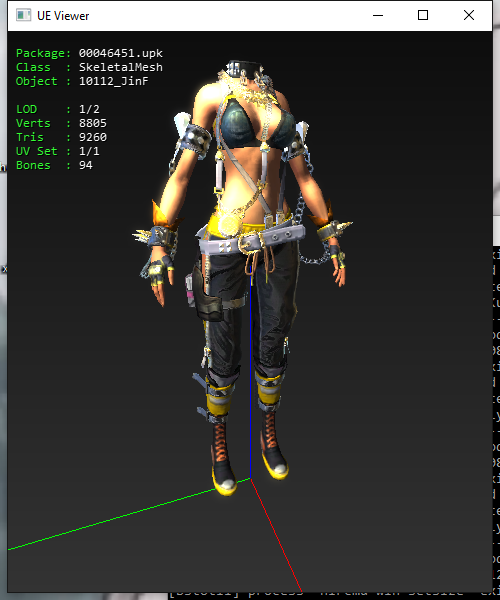 UE Viewer
Package: 00046451.upk
Class : SkeletalMesh
Object : 10112_JinF
LOD : 1/2
Verts : 8805
Tris : 9260
UV Set : 1/1
Bones : 94